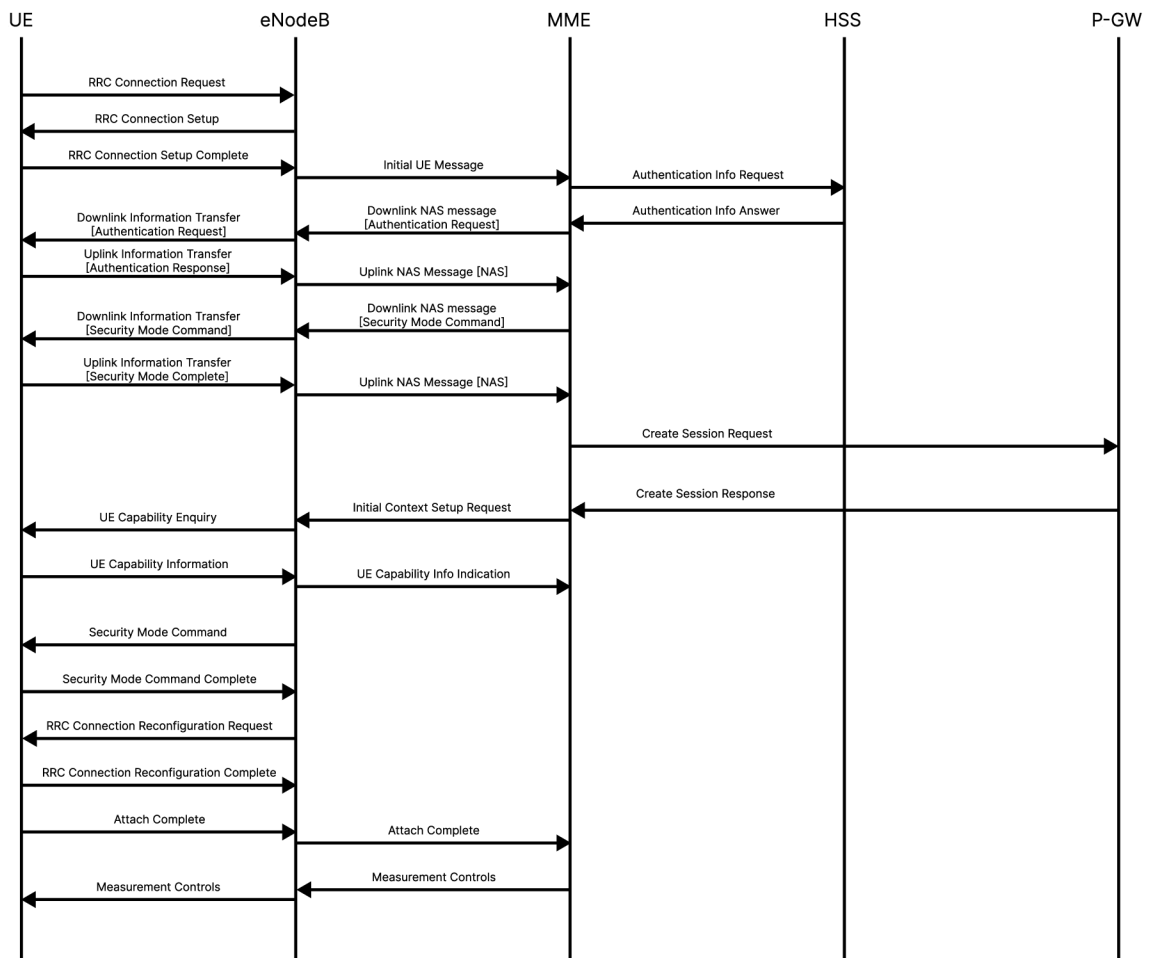 UE
eNodeB
MME
HSS
P-GW
RRC Connection Request
RRC Connection Setup
RRC Connection Setup Complete
Initial UE Message
Authentication Info Request
Authentication Info Answer
Downlink NAS message
[Authentication Request]
Downlink Information Transfer
[Authentication Request]
Uplink Information Transfer
[Authentication Response]
Uplink NAS Message [NAS]
Downlink NAS message
[Security Mode Command]
Downlink Information Transfer
[Security Mode Command]
Uplink Information Transfer
[Security Mode Complete]
Uplink NAS Message [NAS]
Create Session Request
Create Session Response
Initial Context Setup Request
UE Capability Enquiry
UE Capability Information
UE Capability Info Indication
Security Mode Command
Security Mode Command Complete
RRC Connection Reconfiguration Request
RRC Connection Reconfiguration Complete
Attach Complete
Attach Complete
Measurement Controls
Measurement Controls